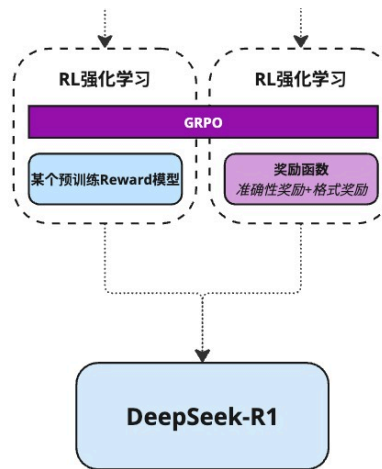 RL强化学习
RL强化学习
GRPO
某个预训练Reward模型
奖励函数
准确性奖励+格式奖励
DeepSeek-R1